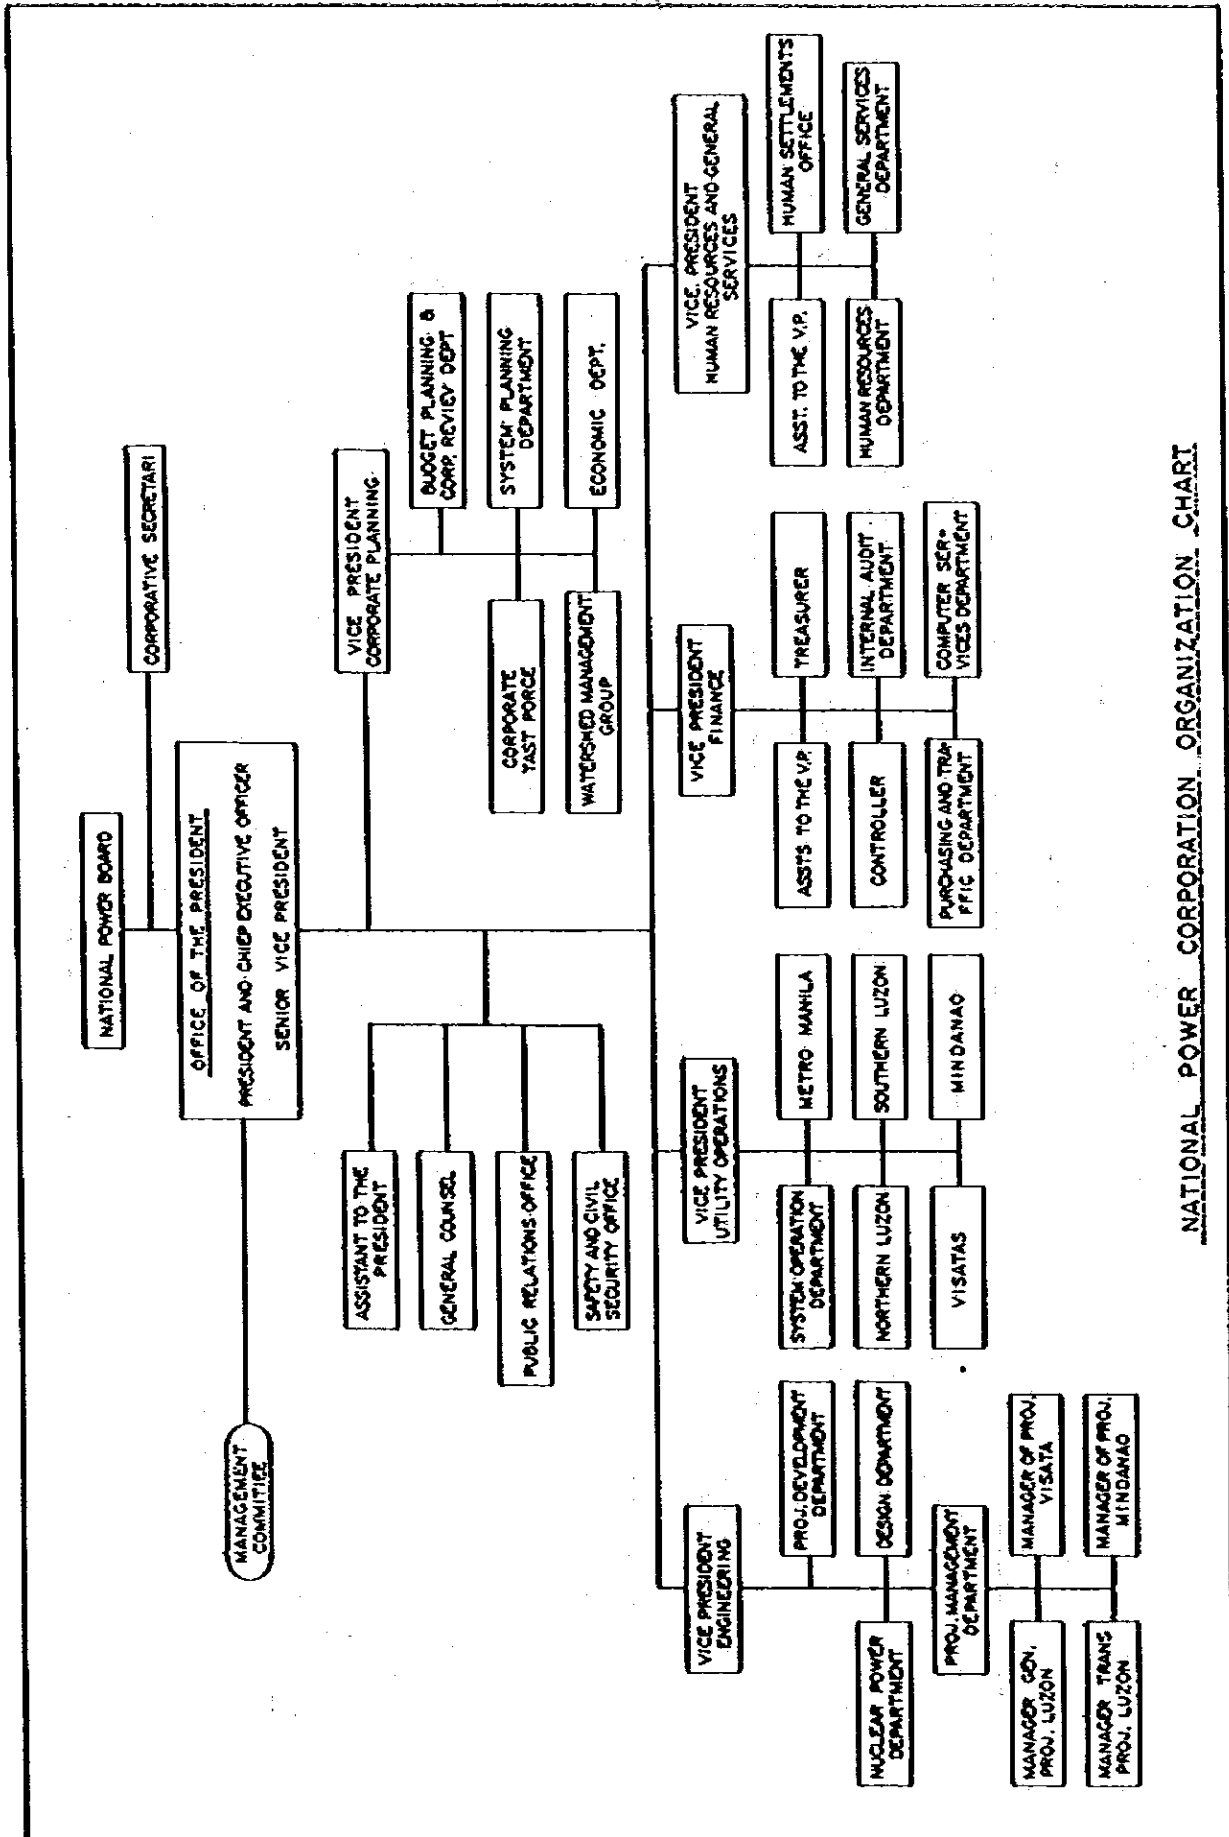 NATIONAL POWER BOARD
CORPORATIVE SECRETARI
OFFICE OF THE PRESIDENT
PRESIDENT AND CHIEF EXECUTIVE OFFICER
SENIOR VICE PRESIDENT
MANAGEMENT
COMMITIEE
VICE PRESIDENT
CORPORATE PLANNING
BUDGET PLANNING &
CORP. REVIEV DEPT
SYSTEM PLANNING
DEPARTMENT
ECONOMIC DEPT.
CORPORATE
TAST PORCE
WATERSHED MANAGEMENT
GROUP
ASSISTANT TO THE
PRESIDENT
GENERAL COUNSEL
PUBLIC RELATIONS OFFICE
SAFETY AND CIVIL
SECURITY OFFICE
VICE PRESIDENT
ENGINEERING
PROJ. DEVELOPMENT
DEPARTMENT
DESIGN DEPARTMENT
NUCLEAR POWER
DEPARTMENT
PROJ. MANAGEMENT
DEPARTMENT
MANAGER GEN.
PROJ. LUZON
MANAGER OF PROJ.
VISATA
MANAGER TRANS
PROJ. LUZON
MANAGER OF PROJ.
MINDANAO
VICE PRESIDENT
UTILITY OPERATIONS
SYSTEM OPERATION
DEPARTMENT
METRO MANILA
NORTHERN LUZON
SOUTHERN LUZON
VISATAS
MINDANAO
VICE PRESIDENT
FINANCE
ASSTS TO THE V.P.
TREASURER
CONTROLLER
INTERNAL AUDIT
DEPARTMENT
PURCHASING AND TRA-
FFIC DEPARTMENT
COMPUTER SER-
VICES DEPARTMENT
VICE. PRESIDENT
HUMAN RESOURCES AND GENERAL
SERVICES
ASST. TO THE V.P.
HUMAN SETTLEMENTS
OFFICE
HUMAN RESOURCES
DEPARTMENT
GENERAL SERVICES
DEPARTMENT
NATIONAL POWER CORPORATION ORGANIZATION CHART